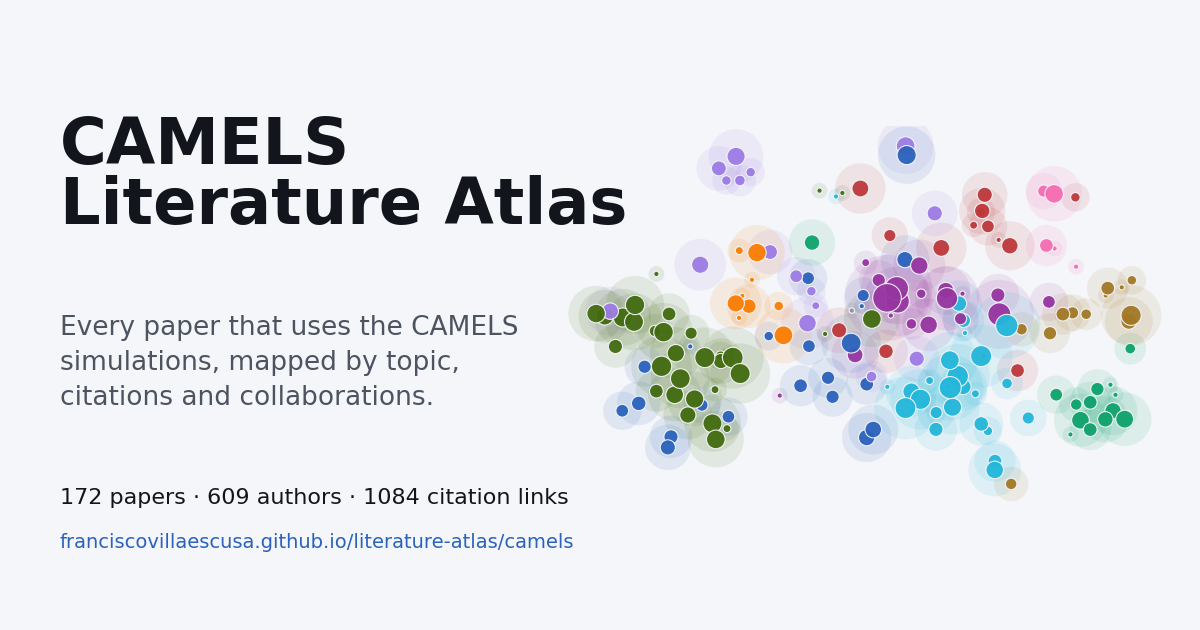 CAMELS
Literature Atlas
Every paper that uses the CAMELS
simulations, mapped by topic,
citations and collaborations.
172 papers · 609 authors · 1084 citation links
franciscovillaescusa.github.io/literature-atlas/camels